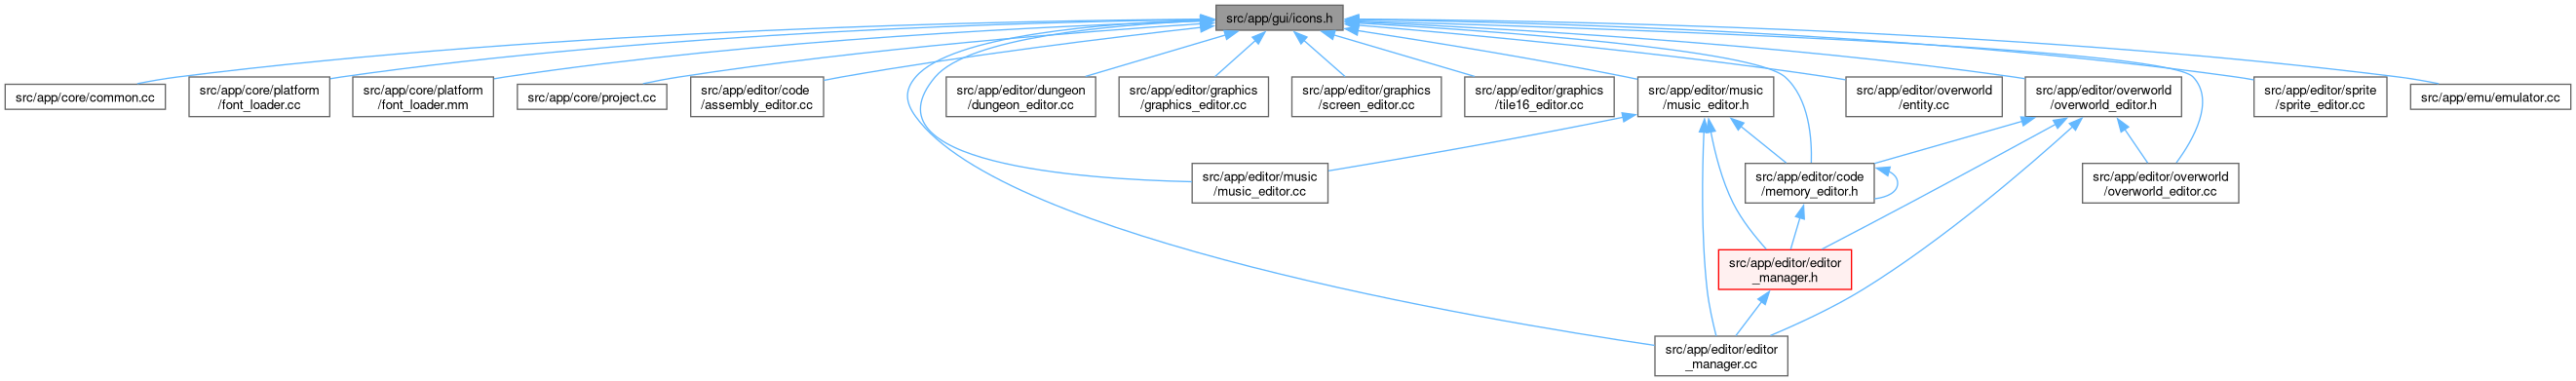 src/app/gui/icons.h
src/app/core/common.cc
src/app/core/platform
/font_loader.cc
src/app/core/platform
/font_loader.mm
src/app/core/project.cc
src/app/editor/code
/assembly_editor.cc
src/app/editor/dungeon
/dungeon_editor.cc
src/app/editor/graphics
/graphics_editor.cc
src/app/editor/graphics
/screen_editor.cc
src/app/editor/graphics
/tile16_editor.cc
src/app/editor/music
/music_editor.h
src/app/editor/overworld
/entity.cc
src/app/editor/overworld
/overworld_editor.h
src/app/editor/sprite
/sprite_editor.cc
src/app/emu/emulator.cc
src/app/editor/music
/music_editor.cc
src/app/editor/code
/memory_editor.h
src/app/editor/overworld
/overworld_editor.cc
src/app/editor/editor
_manager.h
src/app/editor/editor
_manager.cc